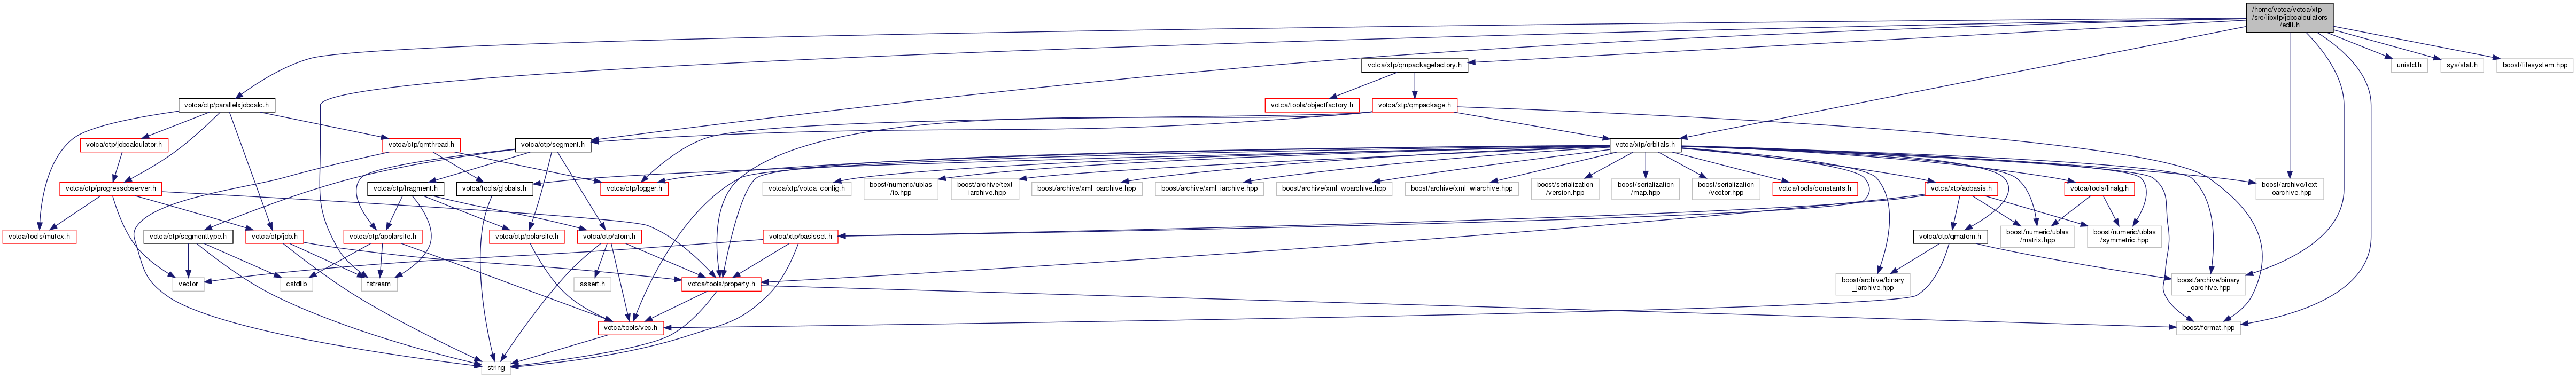 /home/votca/votca/xtp
/src/libxtp/jobcalculators
/edft.h
votca/xtp/qmpackagefactory.h
unistd.h
sys/stat.h
boost/filesystem.hpp
votca/ctp/parallelxjobcalc.h
votca/tools/objectfactory.h
votca/xtp/qmpackage.h
votca/ctp/jobcalculator.h
votca/ctp/qmthread.h
votca/ctp/segment.h
votca/xtp/orbitals.h
votca/ctp/progressobserver.h
votca/ctp/fragment.h
votca/tools/globals.h
votca/ctp/logger.h
votca/xtp/votca_config.h
boost/numeric/ublas
/io.hpp
boost/archive/text
_iarchive.hpp
boost/archive/xml_oarchive.hpp
boost/archive/xml_iarchive.hpp
boost/archive/xml_woarchive.hpp
boost/archive/xml_wiarchive.hpp
boost/serialization
/version.hpp
boost/serialization
/map.hpp
boost/serialization
/vector.hpp
votca/tools/constants.h
votca/xtp/aobasis.h
votca/tools/linalg.h
boost/archive/text
_oarchive.hpp
votca/tools/mutex.h
votca/ctp/segmenttype.h
votca/ctp/job.h
votca/ctp/apolarsite.h
votca/ctp/polarsite.h
votca/ctp/atom.h
votca/xtp/basisset.h
votca/ctp/qmatom.h
boost/numeric/ublas
/matrix.hpp
boost/numeric/ublas
/symmetric.hpp
vector
cstdlib
fstream
assert.h
votca/tools/property.h
boost/archive/binary
_iarchive.hpp
boost/archive/binary
_oarchive.hpp
votca/tools/vec.h
boost/format.hpp
string